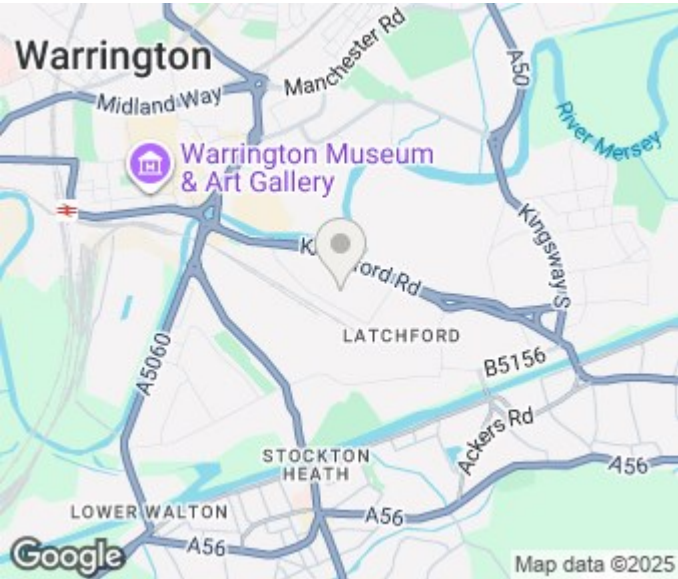 Warrington
Manchester Rd
A50
Midland Way
River Mersey
Warrington Museum
& Art Gallery
Kingsway S
K
ford Rd
LATCHFORD
A5060
B5156
Ackers Rd
STOCKTON
HEATH
A56
LOWER WALTON
A56
A56
Google
Map data ©2025